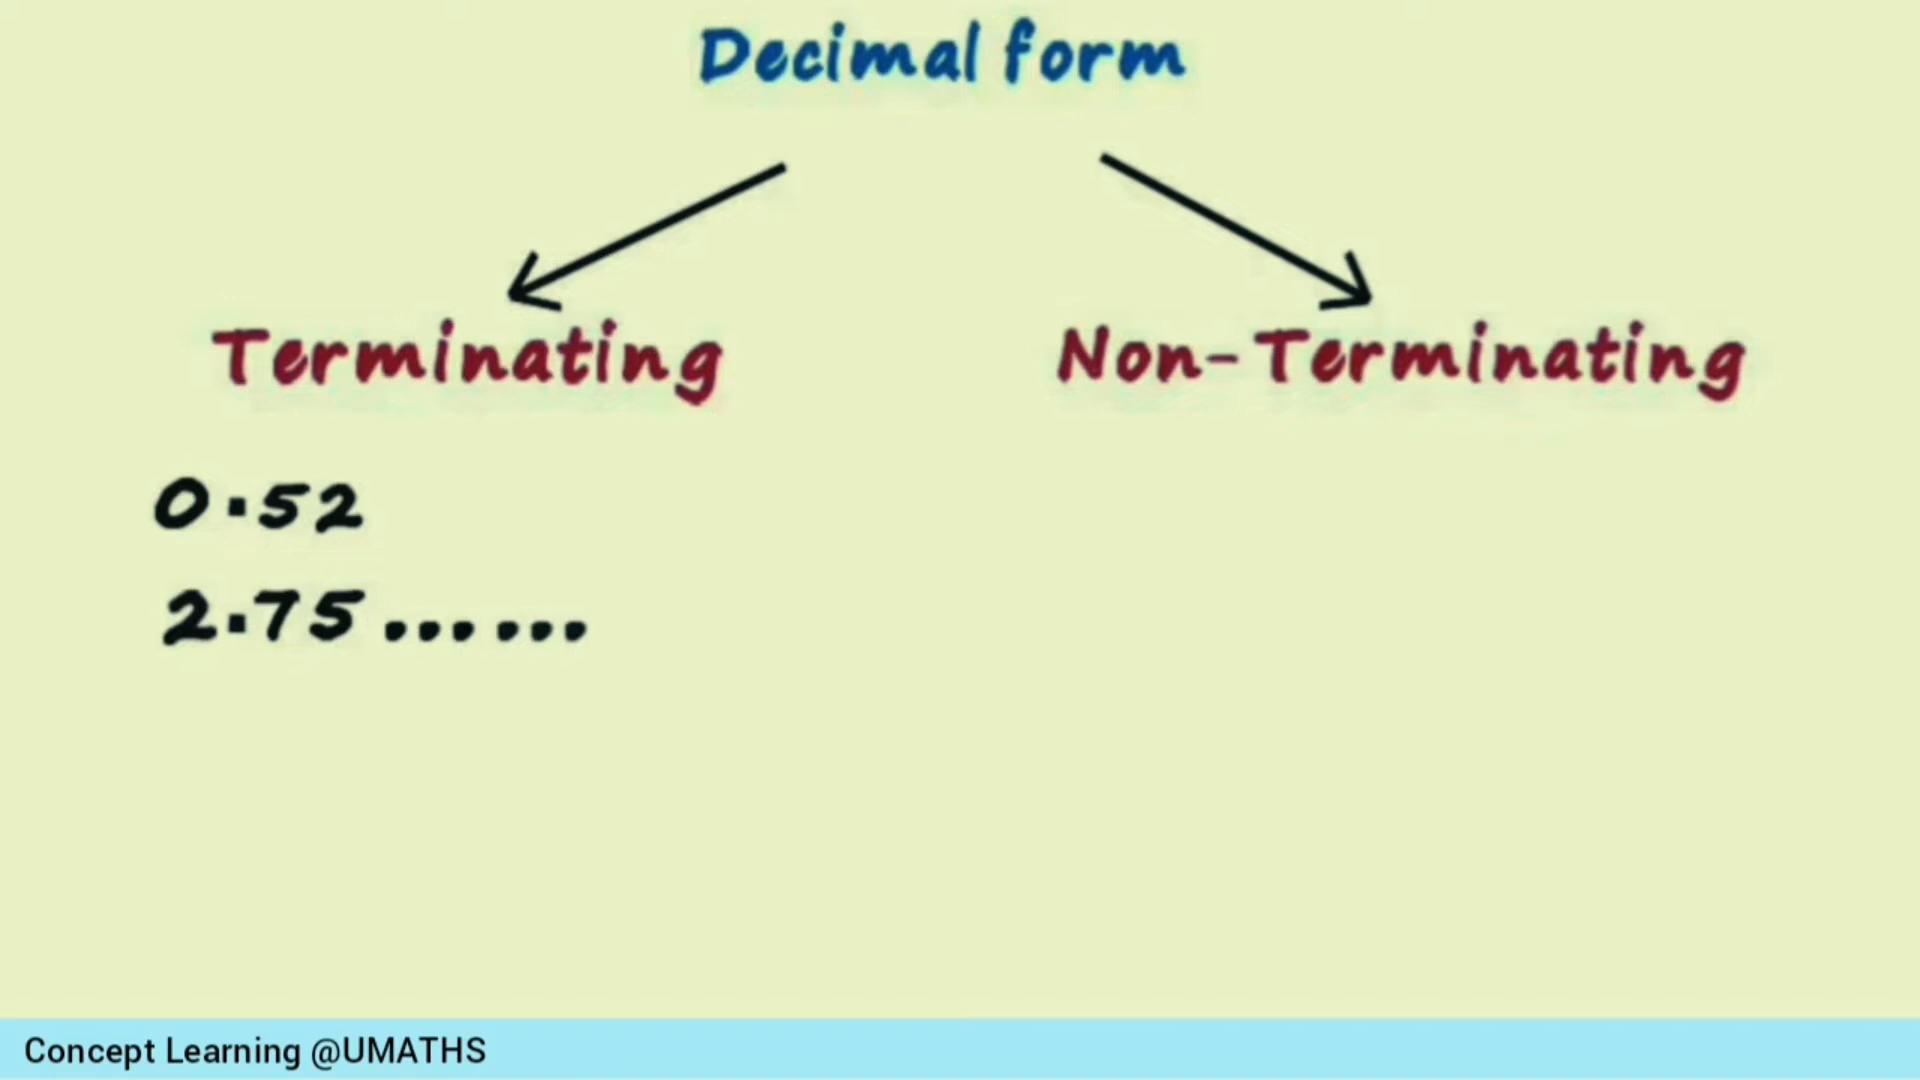 Decimal form
Terminating
Non-Terminating
0.52
2.75......
Concept Learning @UMATHS